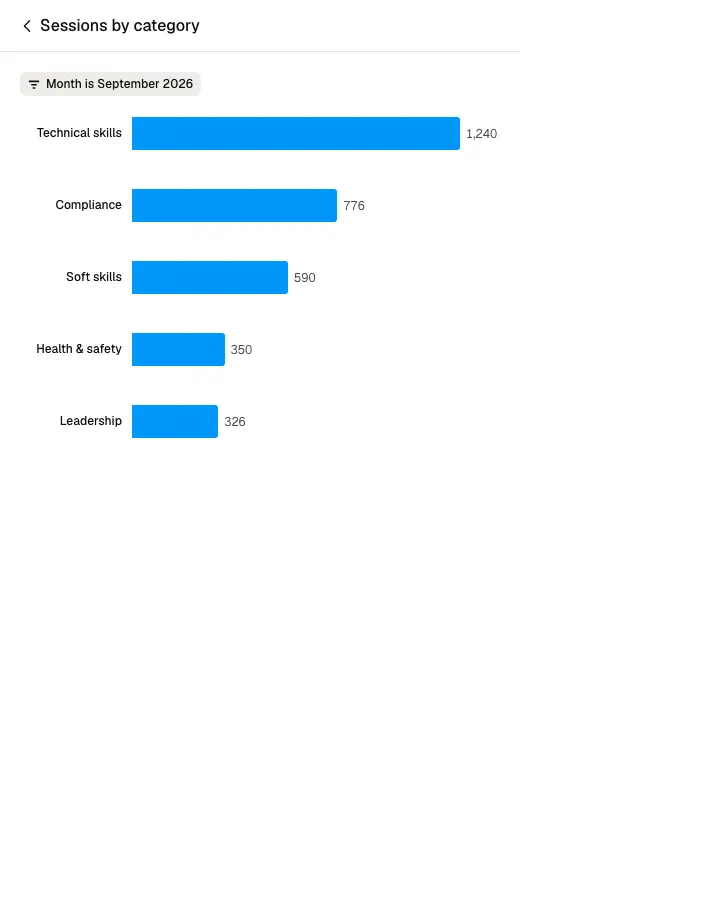 Sessions by category
Month is September 2026
Technical skills 1,240
Compliance 776
Soft skills 590
Health & safety 350
Leadership 326